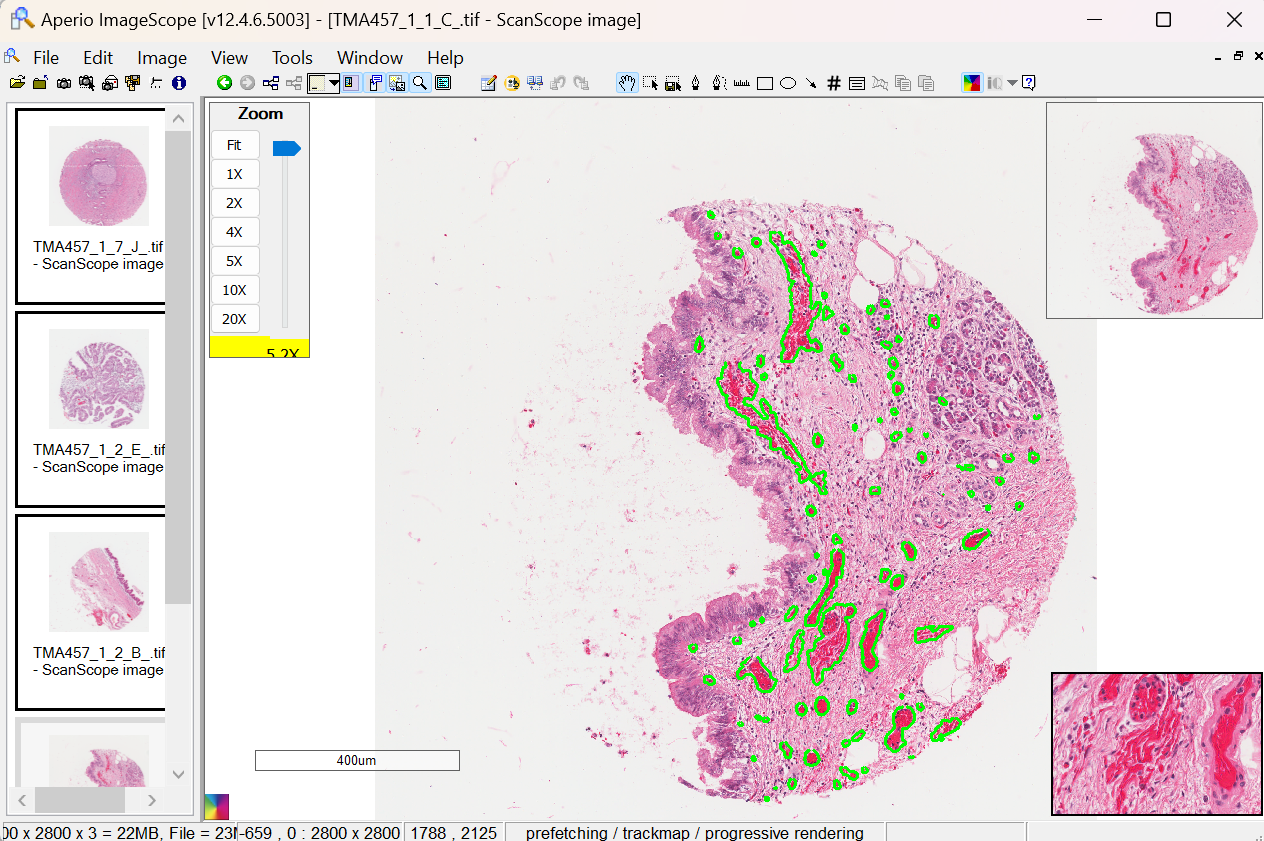 Aperio ImageScope [v12.4.6.5003] - [TMA457_1_1_C_.tif - ScanScope image]
File Edit Image View Tools Window Help
iQ
TMA457_1_7_J_.tif
- ScanScope image
TMA457_1_2_E_.tif
- ScanScope image
TMA457_1_2_B_.tif
- ScanScope image
Zoom
Fit
1X
2X
4X
5X
10X
20X
5.2X
400um
00 x 2800 x 3 = 22MB, File = 23 -659 , 0 : 2800 x 2800 1788 , 2125 prefetching / trackmap / progressive rendering